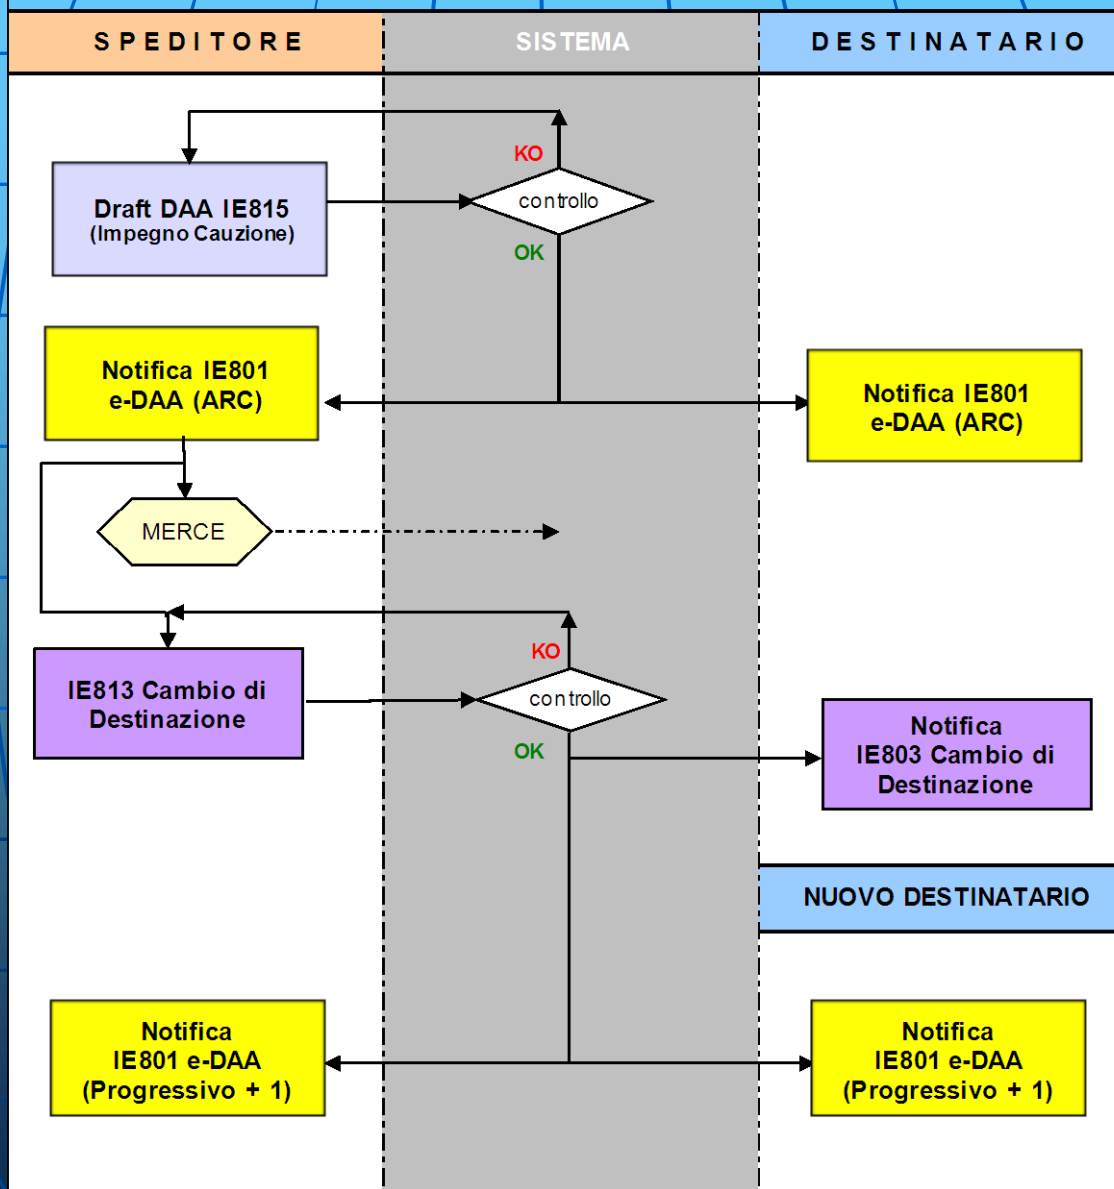 SPEDITORE
SISTEMA
DESTINATARIO
KO
controllo
Draft DAA IE815
(Impegno Cauzione)
OK
Notifica IE801
e-DAA (ARC)
Notifica IE801
e-DAA (ARC)
MERCE
KO
controllo
IE813 Cambio di
Destinazione
OK
Notifica
IE803 Cambio di
Destinazione
NUOVO DESTINATARIO
Notifica
IE801 e-DAA
(Progressivo + 1)
Notifica
IE801 e-DAA
(Progressivo + 1)